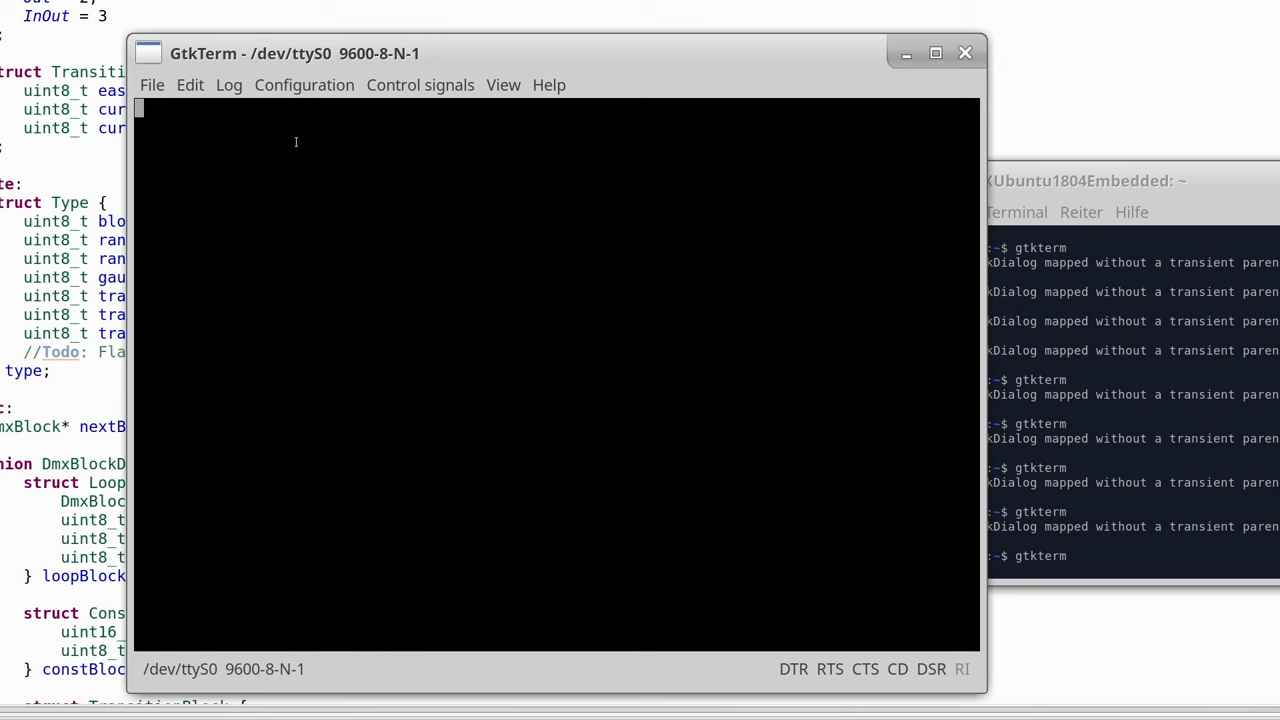 Out = 2,
InOut = 3
;
truct Transiti
uint8_t eas
uint8_t cur
uint8_t cur
;
te:
truct Type {
uint8_t blo
uint8_t ran
uint8_t ran
uint8_t gau
uint8_t tra
uint8_t tra
uint8_t tra
//Todo: Fla
type;
c:
mxBlock* nextB
nion DmxBlockD
struct Loop
DmxBloc
uint8_t
uint8_t
uint8_t
} loopBlock
struct Cons
uint16_
uint8_t
} constBloc
struct TransitionBlock {
GtkTerm - /dev/ttyS0 9600-8-N-1
File Edit Log Configuration Control signals View Help
/dev/ttyS0 9600-8-N-1
DTR RTS CTS CD DSR RI
XUbuntu1804Embedded: ~
Terminal Reiter Hilfe
:~$ gtkterm
kDialog mapped without a transient paren
kDialog mapped without a transient paren
kDialog mapped without a transient paren
kDialog mapped without a transient paren
:~$ gtkterm
kDialog mapped without a transient paren
:~$ gtkterm
kDialog mapped without a transient paren
:~$ gtkterm
kDialog mapped without a transient paren
:~$ gtkterm
kDialog mapped without a transient paren
:~$ gtkterm